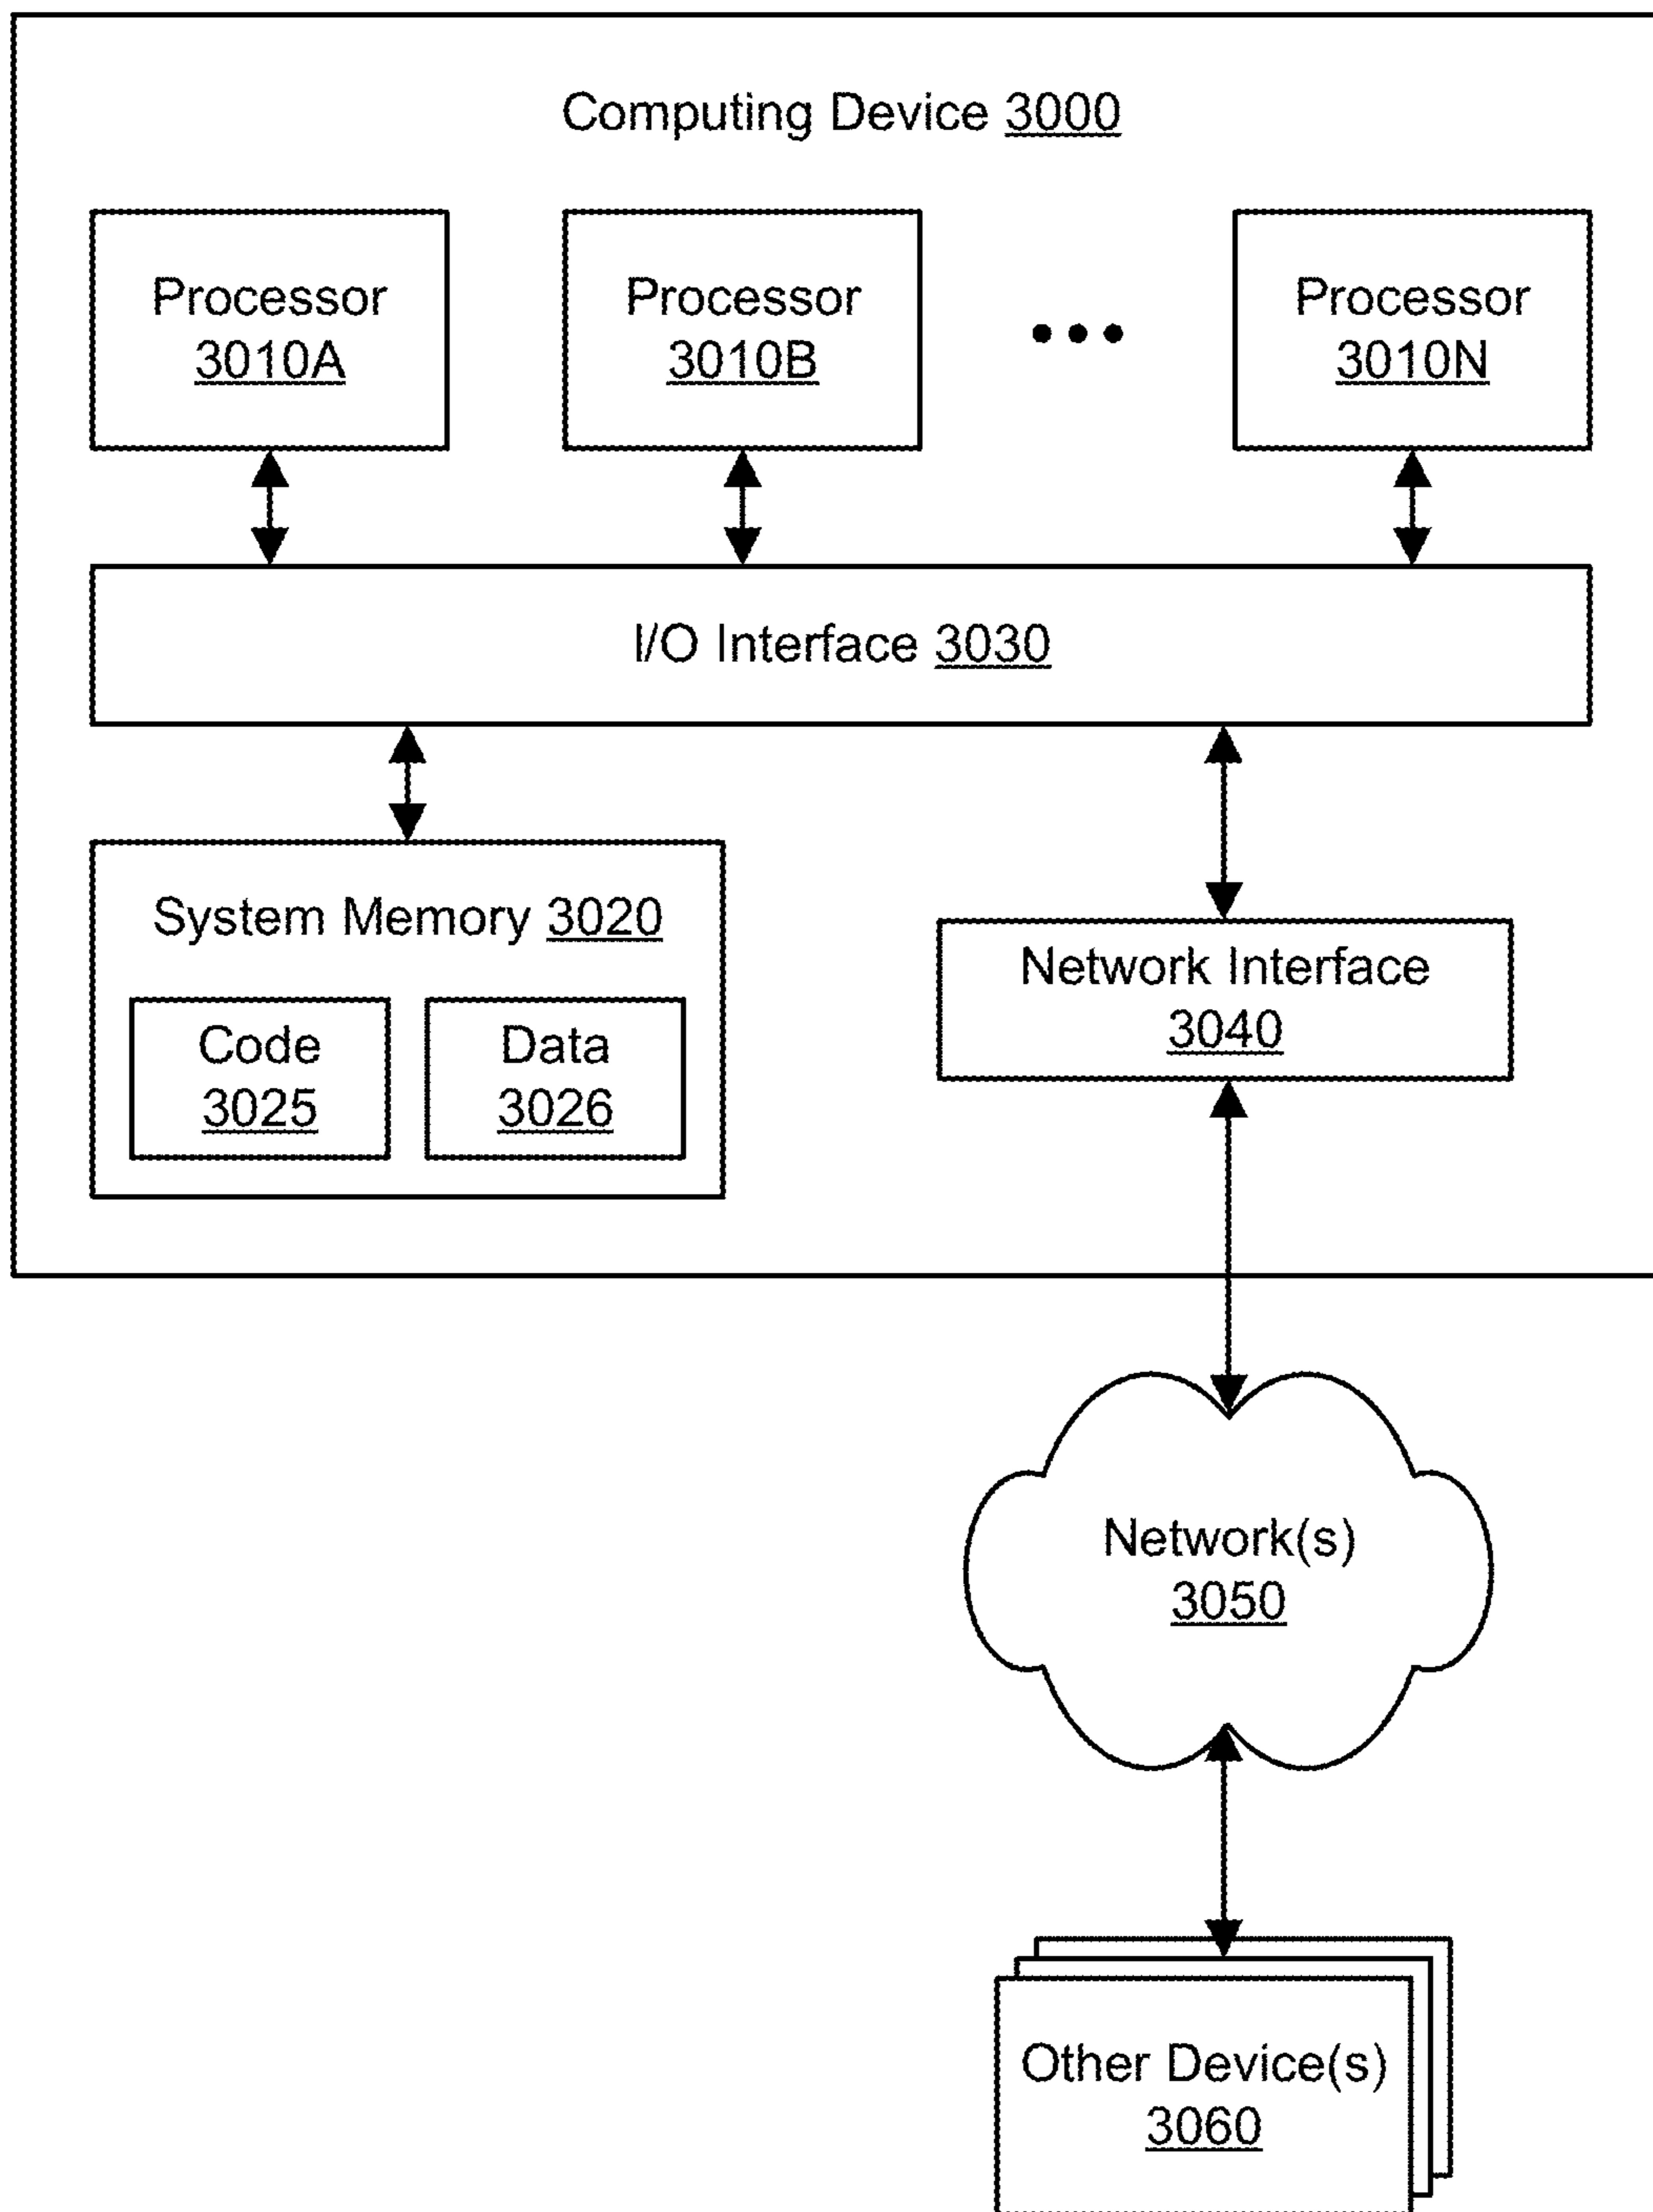 Computing Device 3000
Processor
3010A
Processor
3010B
Processor
3010N
I/O Interface 3030
System Memory 3020
Code
3025
Data
3026
Network Interface
3040
Network(s)
3050
Other Device(s)
3060